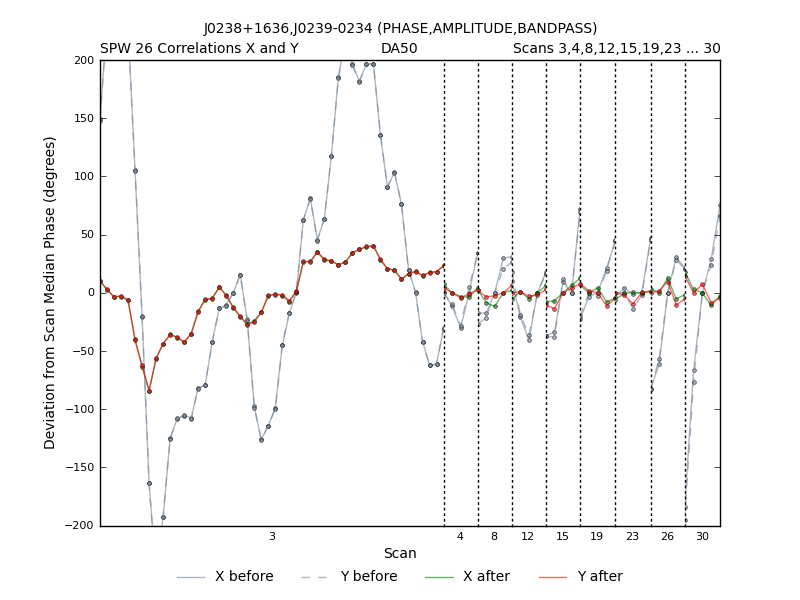 J0238+1636,J0239-0234 (PHASE,AMPLITUDE,BANDPASS)
SPW 26 Correlations X and Y DA50 Scans 3,4,8,12,15,19,23 ... 30
200
150
100
50
0
−50
−100
−150
−200
Deviation from Scan Median Phase (degrees)
3 4 8 12 15 19 23 26 30
Scan
X before Y before X after Y after